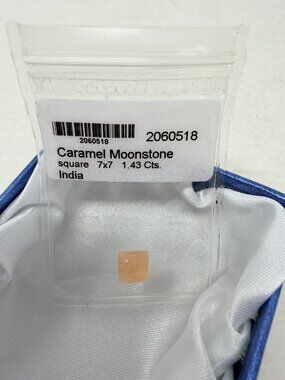 2060518
2060518
Caramel Moonstone
square 7x7 1.43 Cts.
India